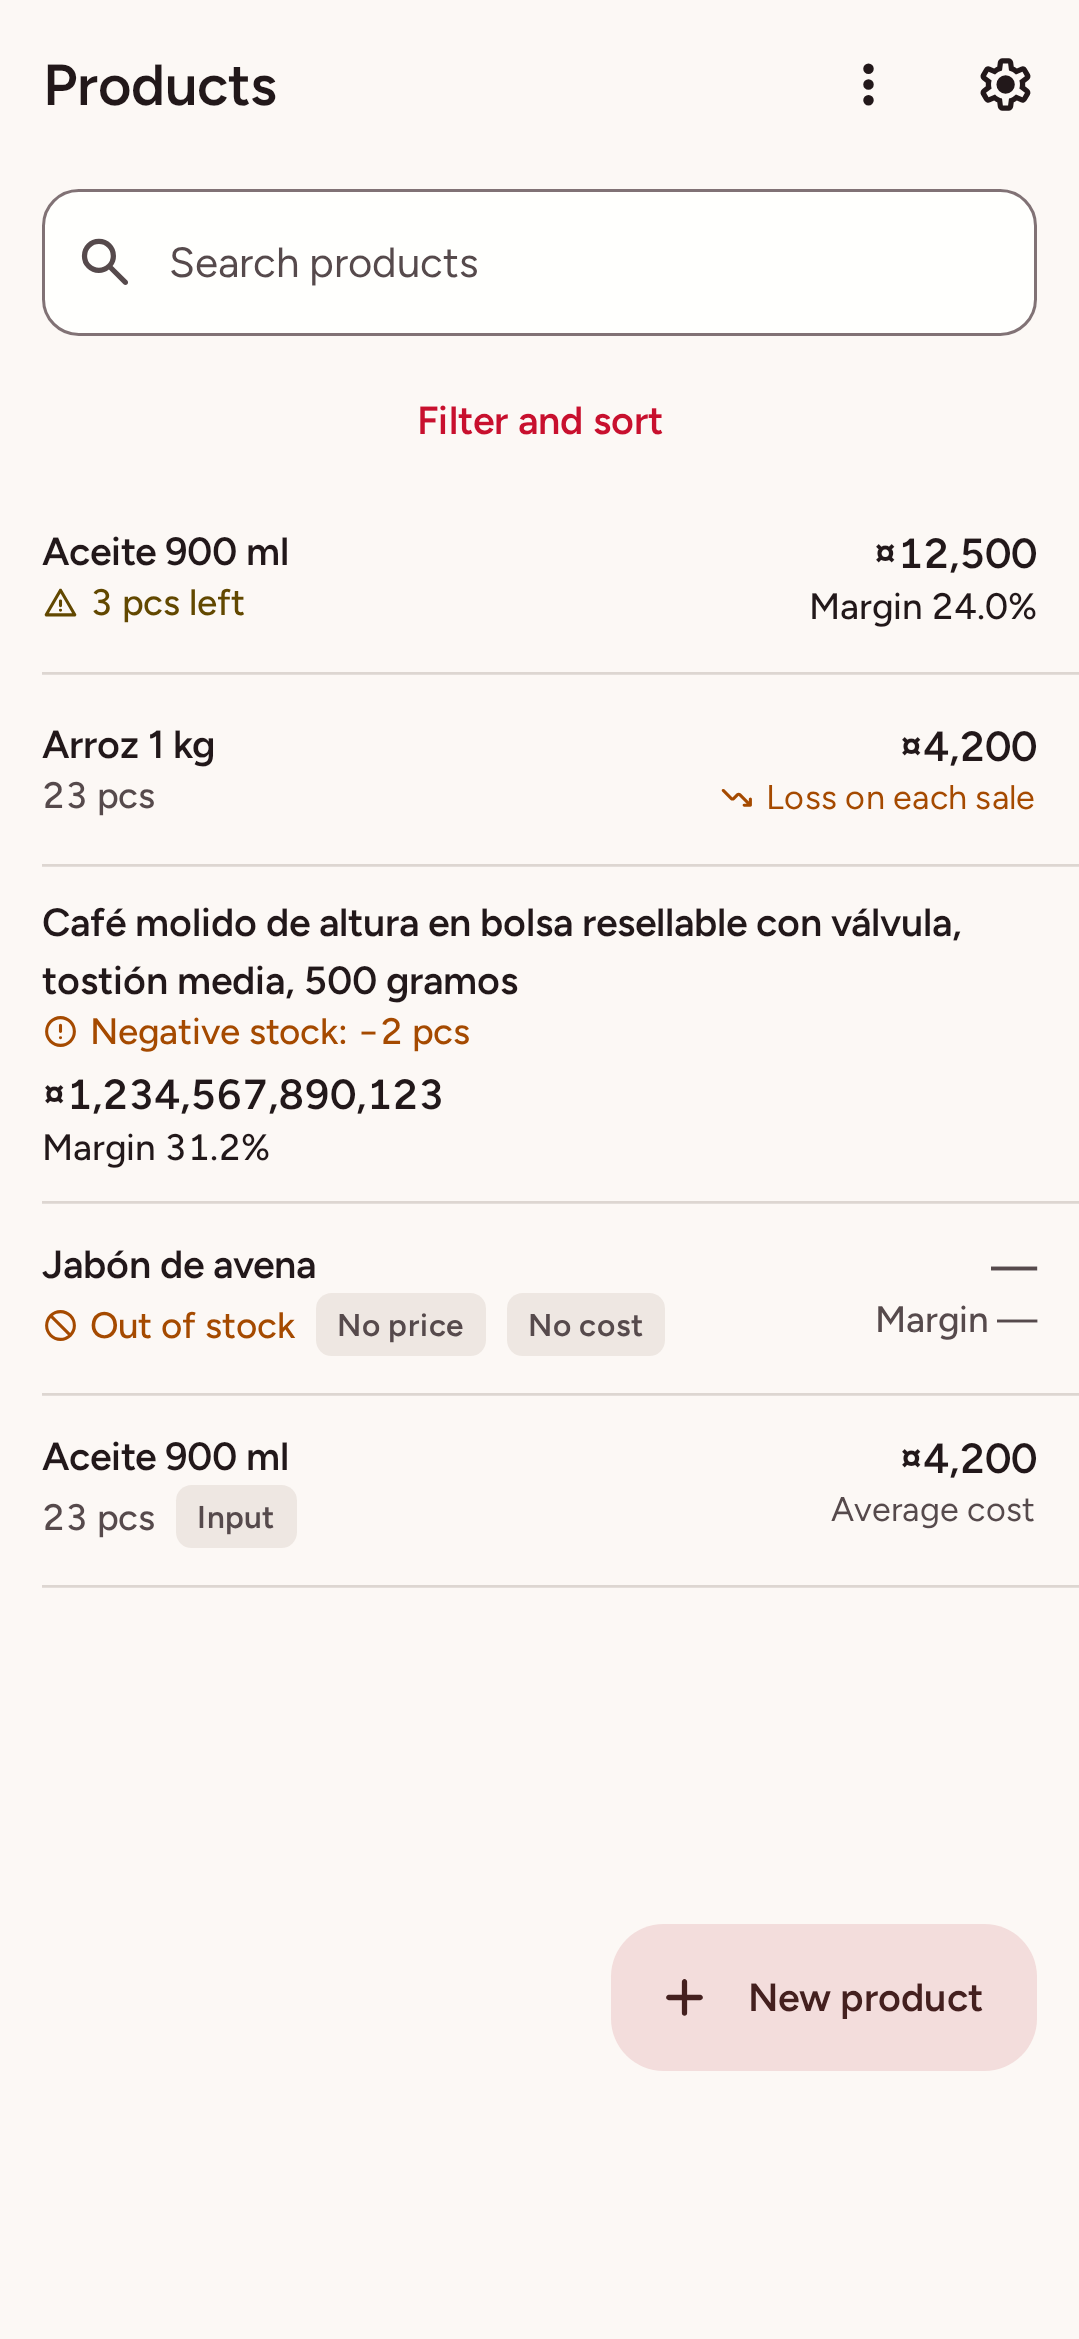 Products
Search products
Filter and sort
Aceite 900 ml
¤12,500
3 pcs left
Margin 24.0%
Arroz 1 kg
¤4,200
23 pcs
Loss on each sale
Café molido de altura en bolsa resellable con válvula,
tostión media, 500 gramos
Negative stock: −2 pcs
¤1,234,567,890,123
Margin 31.2%
Jabón de avena
—
Out of stock
No price
No cost
Margin —
Aceite 900 ml
¤4,200
23 pcs
Input
Average cost
New product